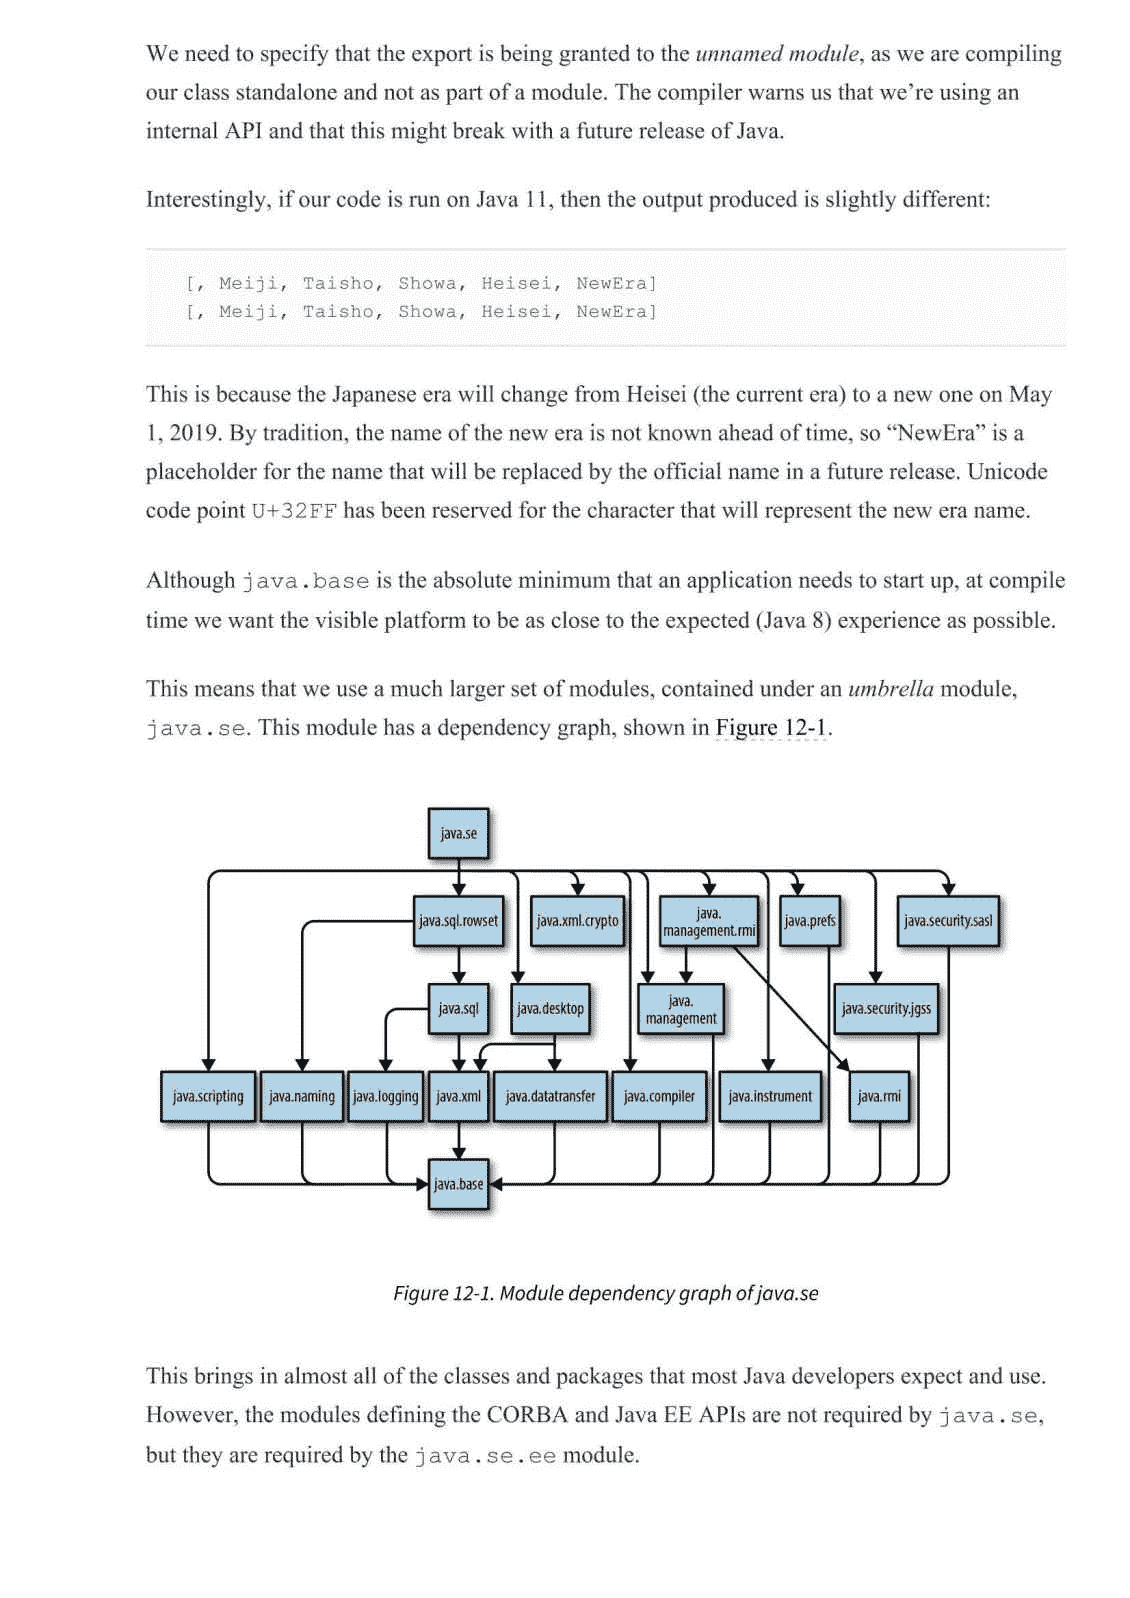 We need to specify that the export is being granted to the unnamed module, as we are compiling
our class standalone and not as part of a module. The compiler warns us that we’re using an
internal API and that this might break with a future release of Java.
Interestingly, if our code is run on Java 11, then the output produced is slightly different:
[, Meiji, Taisho, Showa, Heisei, NewEra]
[, Meiji, Taisho, Showa, Heisei, NewEra]
This is because the Japanese era will change from Heisei (the current era) to a new one on May
1, 2019. By tradition, the name of the new era is not known ahead of time, so “NewEra” is a
placeholder for the name that will be replaced by the official name in a future release. Unicode
code point U+32FF has been reserved for the character that will represent the new era name.
Although java.base is the absolute minimum that an application needs to start up, at compile
time we want the visible platform to be as close to the expected (Java 8) experience as possible.
This means that we use a much larger set of modules, contained under an umbrella module,
java.se. This module has a dependency graph, shown in Figure 12-1.
java.se
java.sql.rowset
java.xml.crypto
java.
management.rmi
java.prefs
java.security.sasl
java.sql
java.desktop
java.
management
java.security.jgss
java.scripting
java.naming
java.logging
java.xml
java.datatransfer
java.compiler
java.instrument
java.rmi
java.base
Figure 12-1. Module dependency graph of java.se
This brings in almost all of the classes and packages that most Java developers expect and use.
However, the modules defining the CORBA and Java EE APIs are not required by java.se,
but they are required by the java.se.ee module.